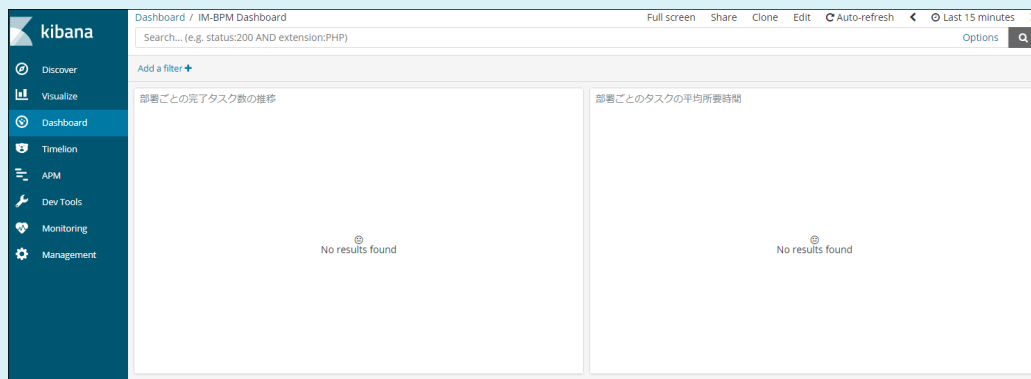 kibana
Discover
Visualize
Dashboard
Timelion
APM
Dev Tools
Monitoring
Management
Dashboard / IM-BPM Dashboard
Full screen Share Clone Edit Auto-refresh Last 15 minutes
Search... (e.g. status:200 AND extension:PHP)
Options
Add a filter +
部署ごとの完了タスク数の推移
No results found
部署ごとのタスクの平均所要時間
No results found